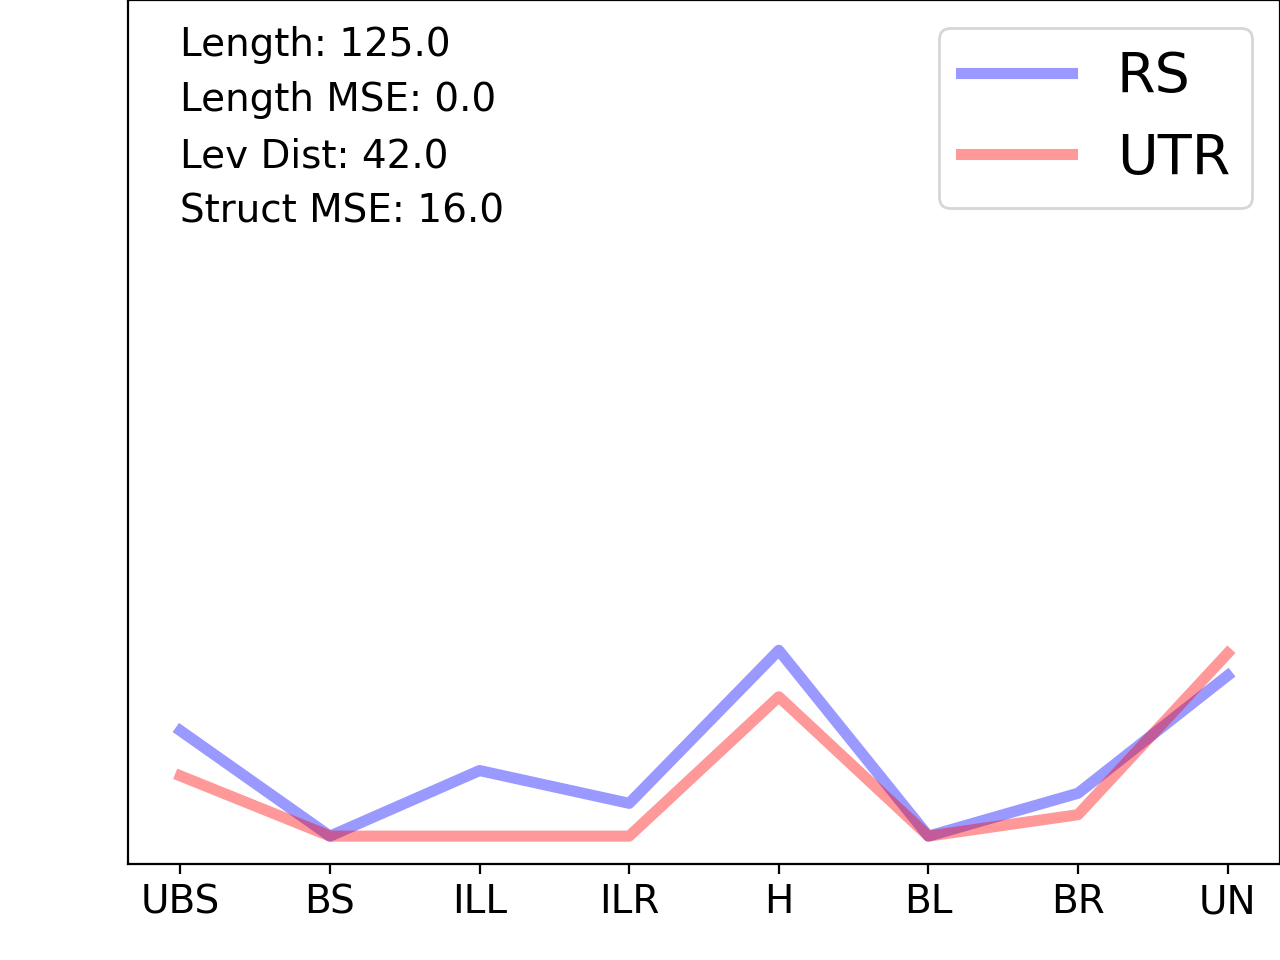 Length: 125.0
Length MSE: 0.0
Lev Dist: 42.0
Struct MSE: 16.0
RS
UTR
UBS BS ILL ILR H BL BR UN